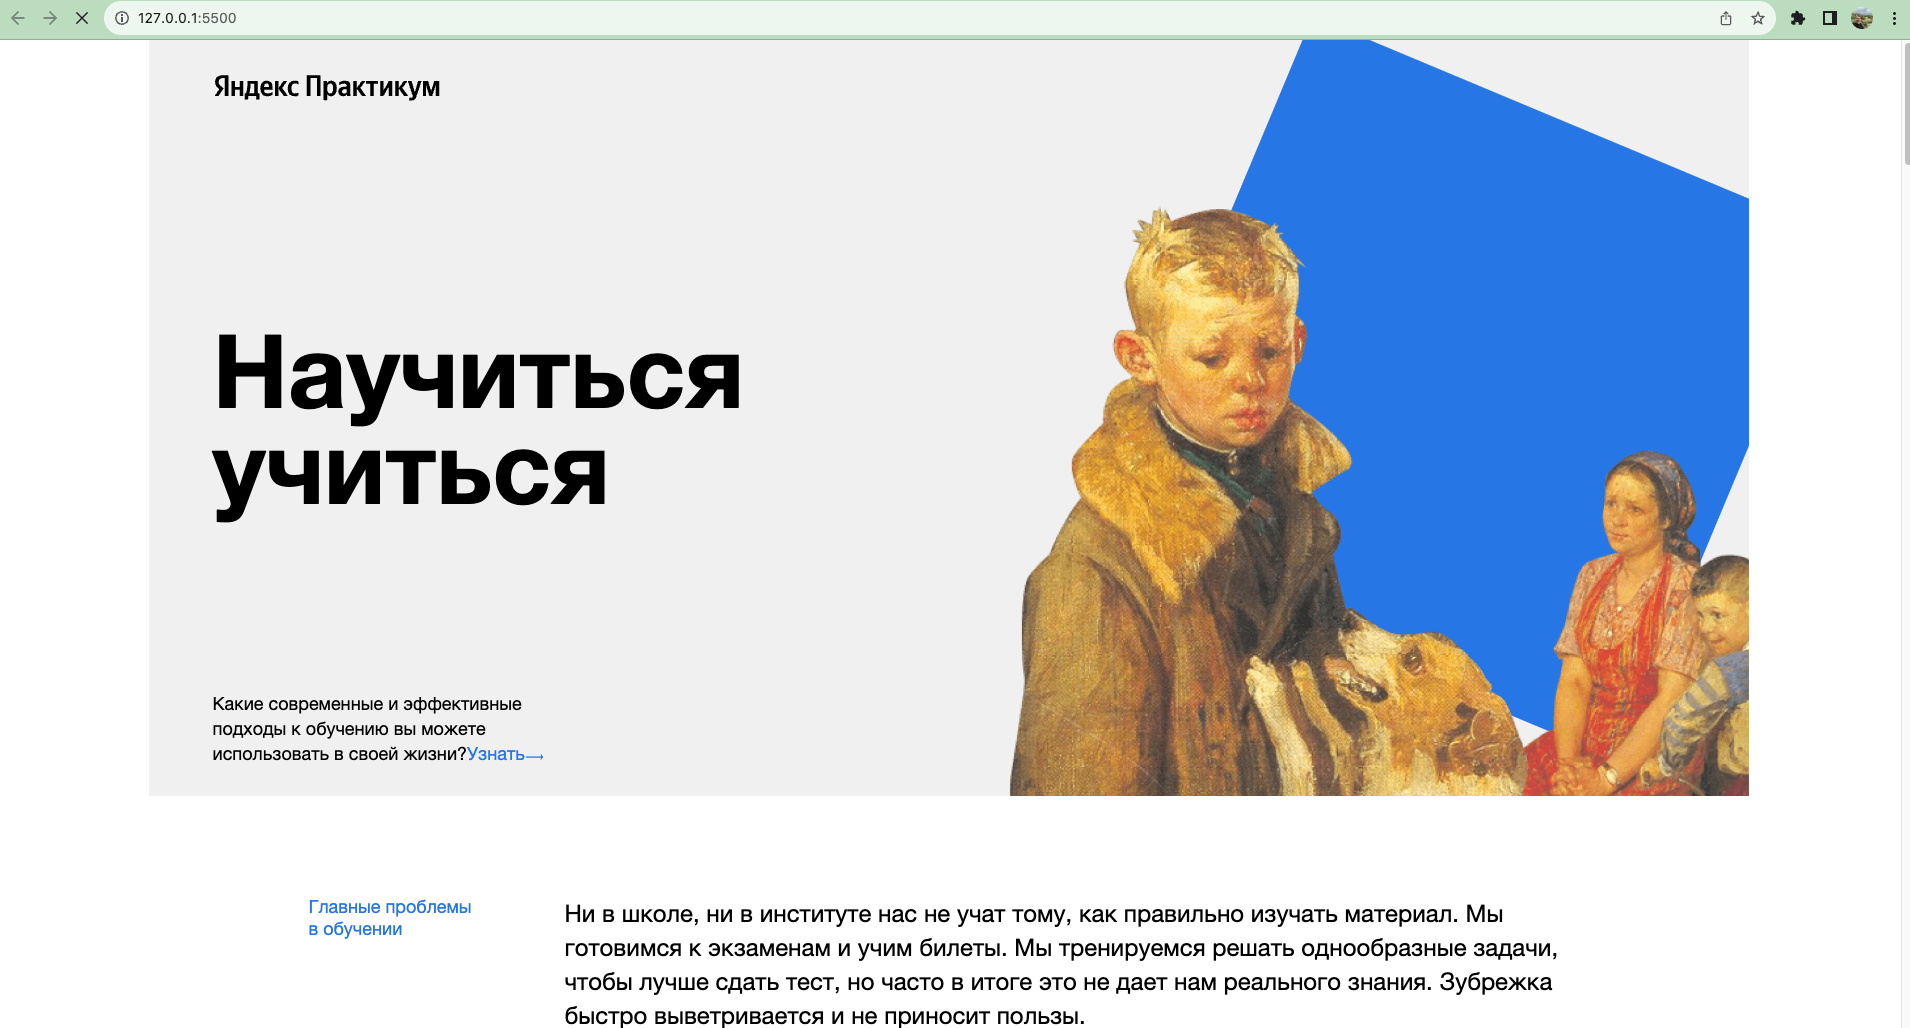 127.0.0.1:5500
Яндекс Практикум
Научиться
учиться
Какие современные и эффективные
подходы к обучению вы можете
использовать в своей жизни?Узнать→
Главные проблемы
в обучении
Ни в школе, ни в институте нас не учат тому, как правильно изучать материал. Мы
готовимся к экзаменам и учим билеты. Мы тренируемся решать однообразные задачи,
чтобы лучше сдать тест, но часто в итоге это не дает нам реального знания. Зубрежка
быстро выветривается и не приносит пользы.